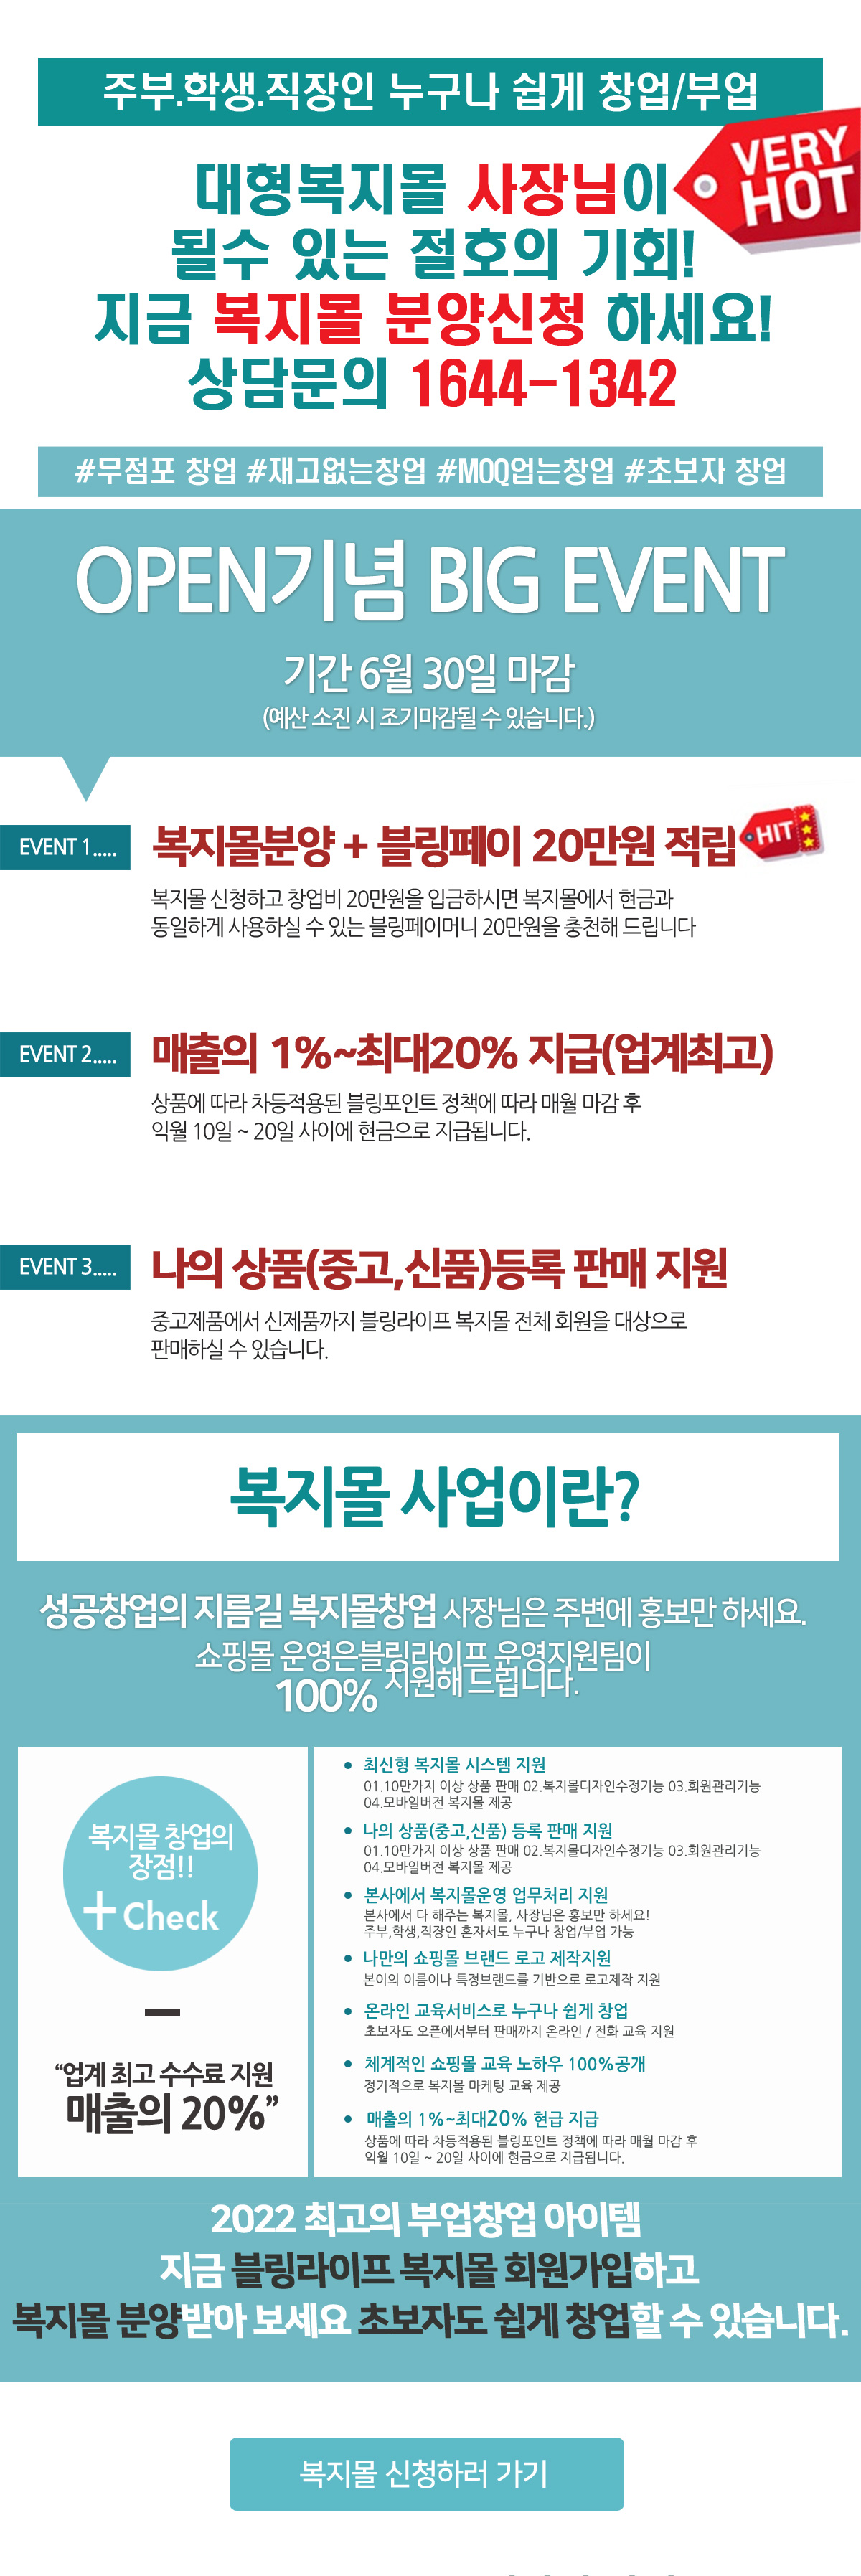 주부.학생.직장인 누구나 쉽게 창업/부업
VERY
HOT
대형복지몰 사장님이
될수 있는 절호의 기회!
지금 복지몰 분양신청 하세요!
상담문의 1644-1342
#무점포 창업 #재고없는창업 #MOQ업는창업 #초보자 창업
OPEN기념 BIG EVENT
기간 6월 30일 마감
(예산 소진 시 조기마감될 수 있습니다.)
EVENT 1.....
복지몰분양 + 블링페이 20만원 적립
HIT
복지몰 신청하고 창업비 20만원을 입금하시면 복지몰에서 현금과
동일하게 사용하실 수 있는 블링페이머니 20만원을 충천해 드립니다
EVENT 2.....
매출의 1%~최대20% 지급(업계최고)
상품에 따라 차등적용된 블링포인트 정책에 따라 매월 마감 후
익월 10일 ~ 20일 사이에 현금으로 지급됩니다.
EVENT 3.....
나의 상품(중고,신품)등록 판매 지원
중고제품에서 신제품까지 블링라이프 복지몰 전체 회원을 대상으로
판매하실 수 있습니다.
복지몰 사업이란?
성공창업의 지름길 복지몰창업 사장님은 주변에 홍보만 하세요.
쇼핑몰 운영은블링라이프 운영지원팀이
100% 지원해 드립니다.
복지몰 창업의
장점!!
+ Check
“업계 최고 수수료 지원
매출의 20%”
• 최신형 복지몰 시스템 지원
01.10만가지 이상 상품 판매 02.복지몰디자인수정기능 03.회원관리기능
04.모바일버전 복지몰 제공
• 나의 상품(중고,신품) 등록 판매 지원
01.10만가지 이상 상품 판매 02.복지몰디자인수정기능 03.회원관리기능
04.모바일버전 복지몰 제공
• 본사에서 복지몰운영 업무처리 지원
본사에서 다 해주는 복지몰, 사장님은 홍보만 하세요!
주부,학생,직장인 혼자서도 누구나 창업/부업 가능
• 나만의 쇼핑몰 브랜드 로고 제작지원
본이의 이름이나 특정브랜드를 기반으로 로고제작 지원
• 온라인 교육서비스로 누구나 쉽게 창업
초보자도 오픈에서부터 판매까지 온라인 / 전화 교육 지원
• 체계적인 쇼핑몰 교육 노하우 100%공개
정기적으로 복지몰 마케팅 교육 제공
• 매출의 1%~최대20% 현급 지급
상품에 따라 차등적용된 블링포인트 정책에 따라 매월 마감 후
익월 10일 ~ 20일 사이에 현금으로 지급됩니다.
2022 최고의 부업창업 아이템
지금 블링라이프 복지몰 회원가입하고
복지몰 분양받아 보세요 초보자도 쉽게 창업할 수 있습니다.
복지몰 신청하러 가기